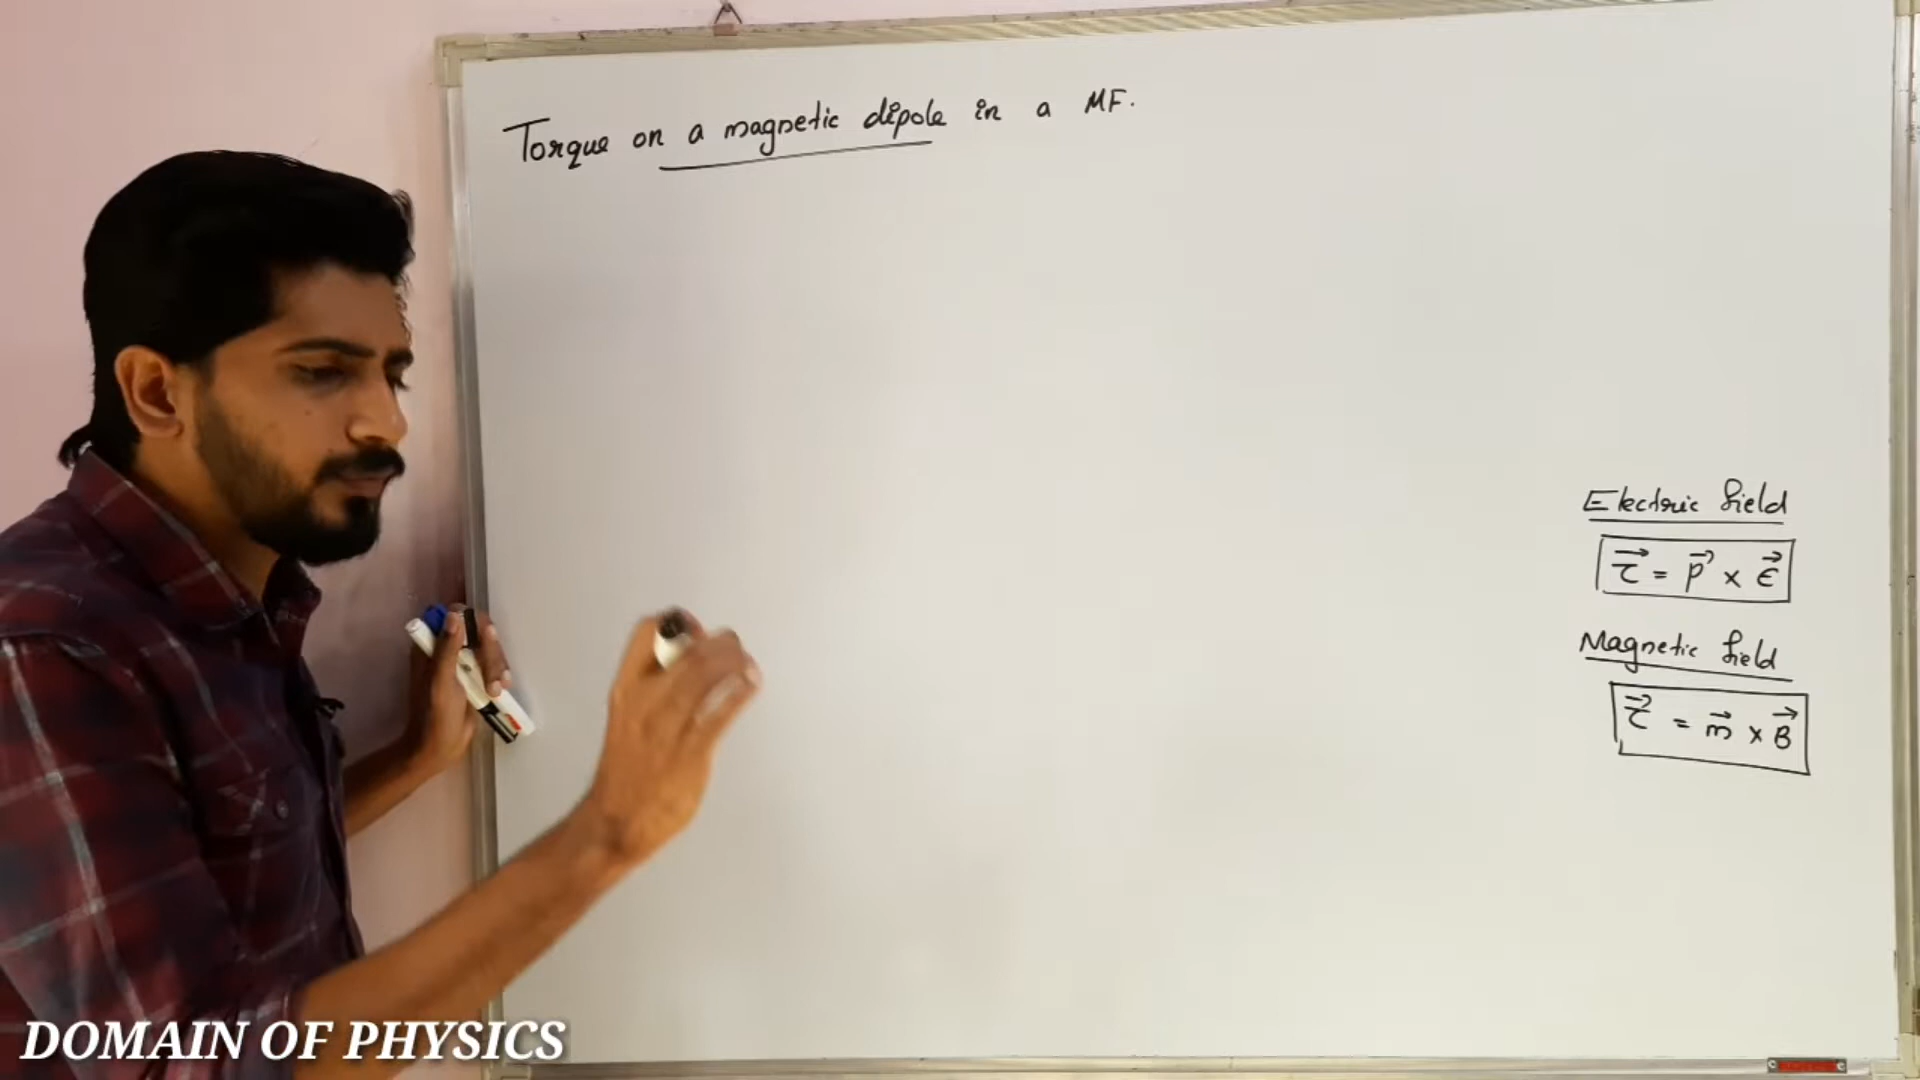 Torque on a magnetic dipole in a MF.
Electric field
τ⃗ = p⃗ × ε⃗
Magnetic field
τ⃗ = m⃗ × B⃗
DOMAIN OF PHYSICS